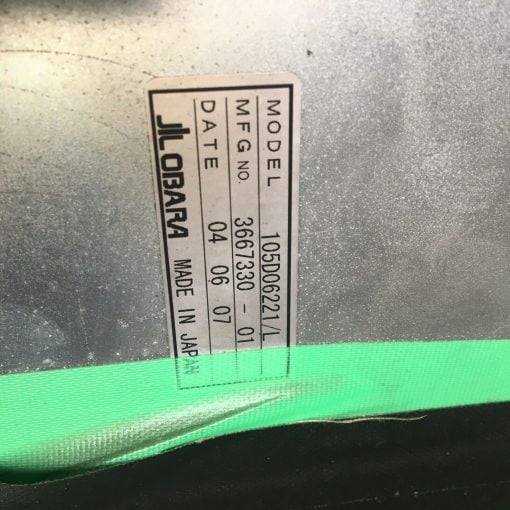 MODEL 105D06221/L
MFG NO. 3667330 - 01
DATE 04 06 07
OBARA MADE IN JAPAN